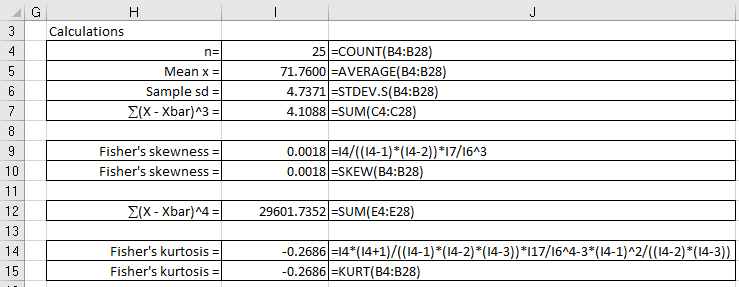 G H I J
3 Calculations
4 n= 25 =COUNT(B4:B28)
5 Mean x = 71.7600 =AVERAGE(B4:B28)
6 Sample sd = 4.7371 =STDEV.S(B4:B28)
7 ∑(X - Xbar)^3 = 4.1088 =SUM(C4:C28)
8
9 Fisher's skewness = 0.0018 =I4/((I4-1)*(I4-2))*I7/I6^3
10 Fisher's skewness = 0.0018 =SKEW(B4:B28)
11
12 ∑(X - Xbar)^4 = 29601.7352 =SUM(E4:E28)
13
14 Fisher's kurtosis = -0.2686 =I4*(I4+1)/((I4-1)*(I4-2)*(I4-3))*I17/I6^4-3*(I4-1)^2/((I4-2)*(I4-3))
15 Fisher's kurtosis = -0.2686 =KURT(B4:B28)